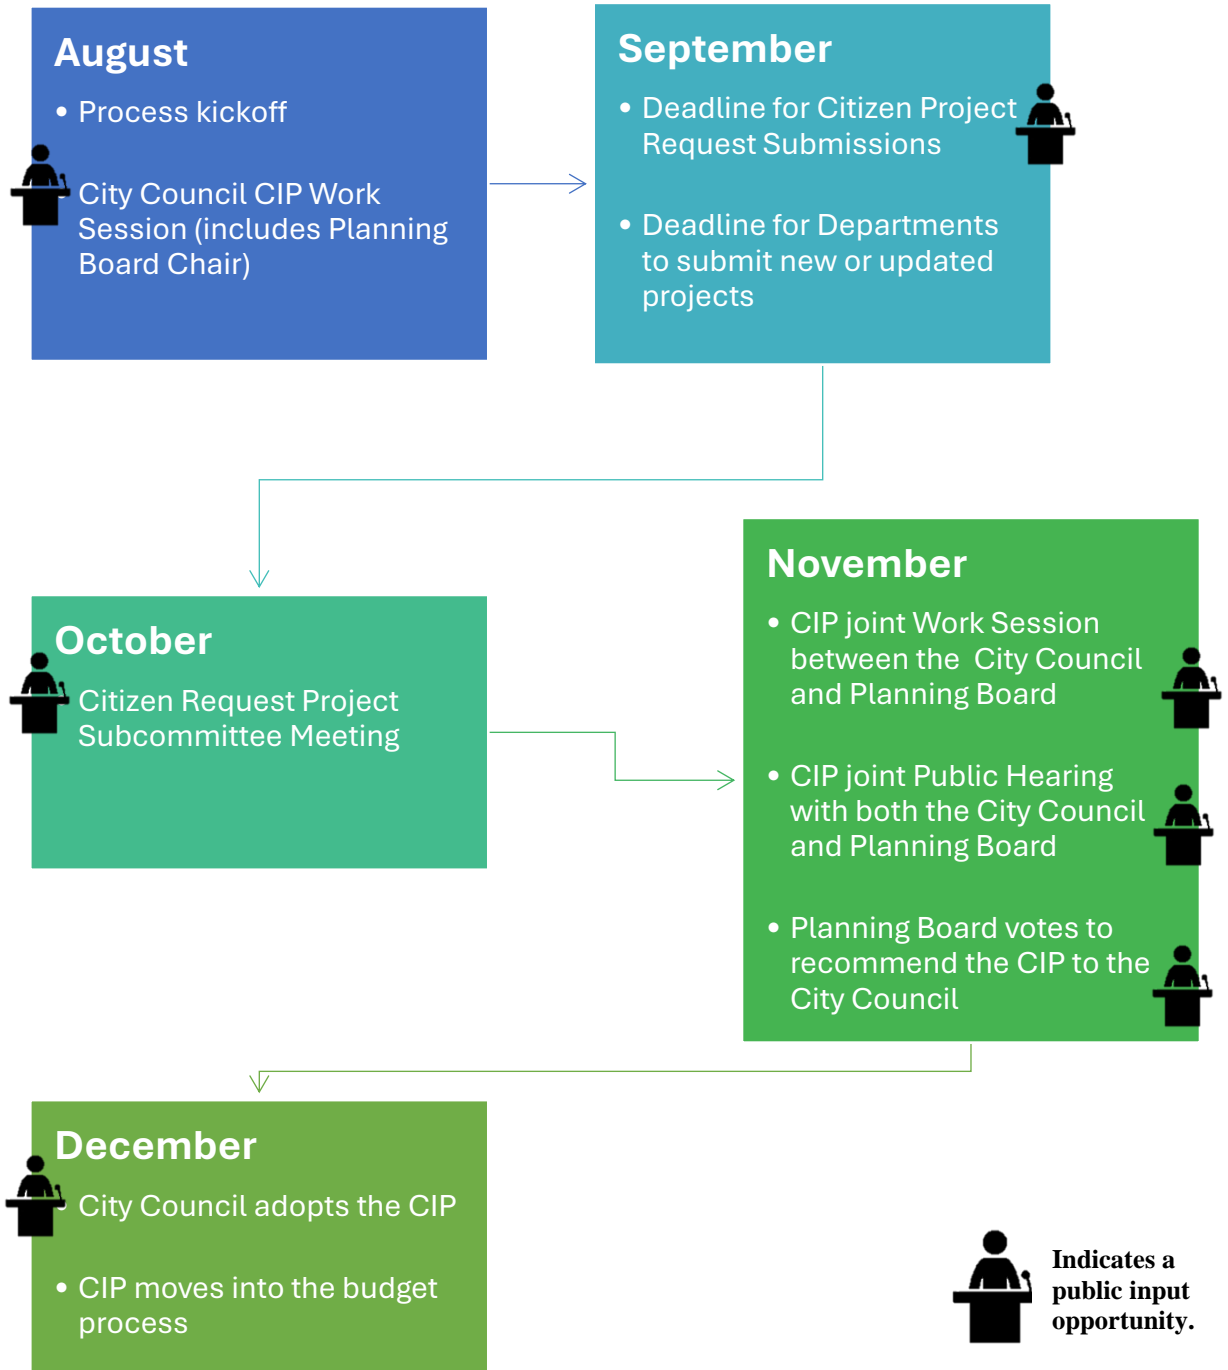 August
• Process kickoff
City Council CIP Work
Session (includes Planning
Board Chair)
September
• Deadline for Citizen Project
Request Submissions
• Deadline for Departments
to submit new or updated
projects
October
Citizen Request Project
Subcommittee Meeting
November
• CIP joint Work Session
between the City Council
and Planning Board
• CIP joint Public Hearing
with both the City Council
and Planning Board
• Planning Board votes to
recommend the CIP to the
City Council
December
City Council adopts the CIP
• CIP moves into the budget
process
Indicates a
public input
opportunity.